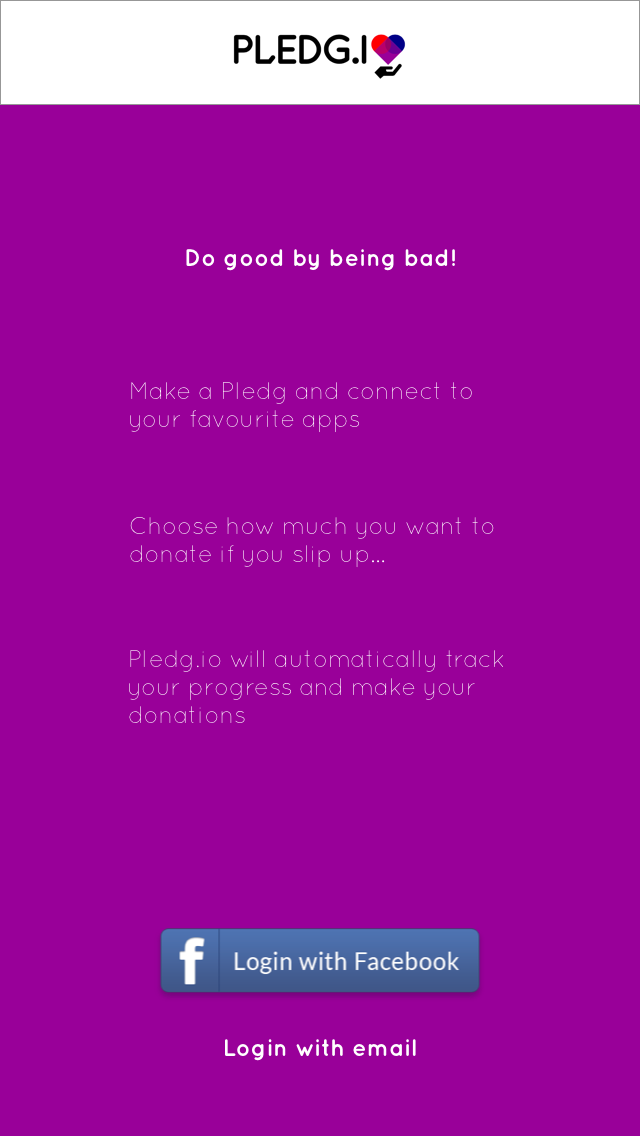 PLEDG.IO
Do good by being bad!
Make a Pledg and connect to
your favourite apps
Choose how much you want to
donate if you slip up...
Pledg.io will automatically track
your progress and make your
donations
f Login with Facebook
Login with email